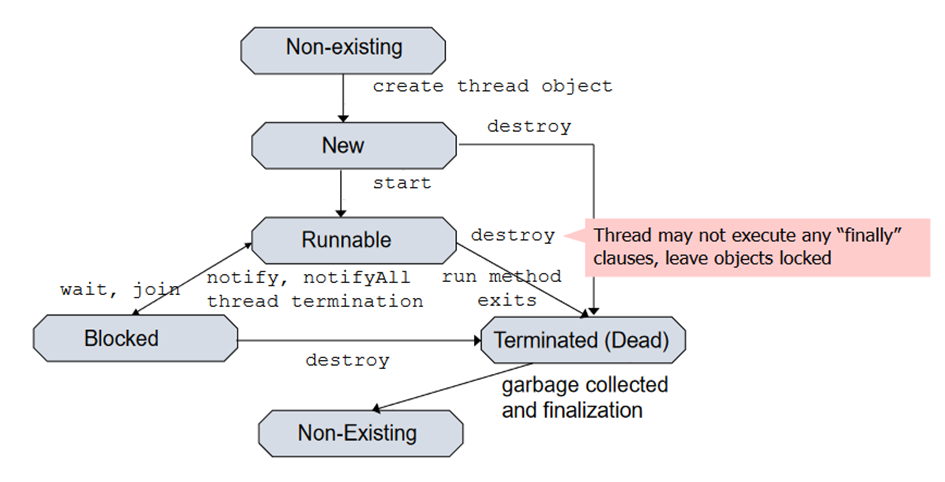 Non-existing
create thread object
New
destroy
start
Runnable
destroy
Thread may not execute any “finally”
clauses, leave objects locked
wait, join
notify, notifyAll
thread termination
run method
exits
Blocked
Terminated (Dead)
destroy
garbage collected
and finalization
Non-Existing